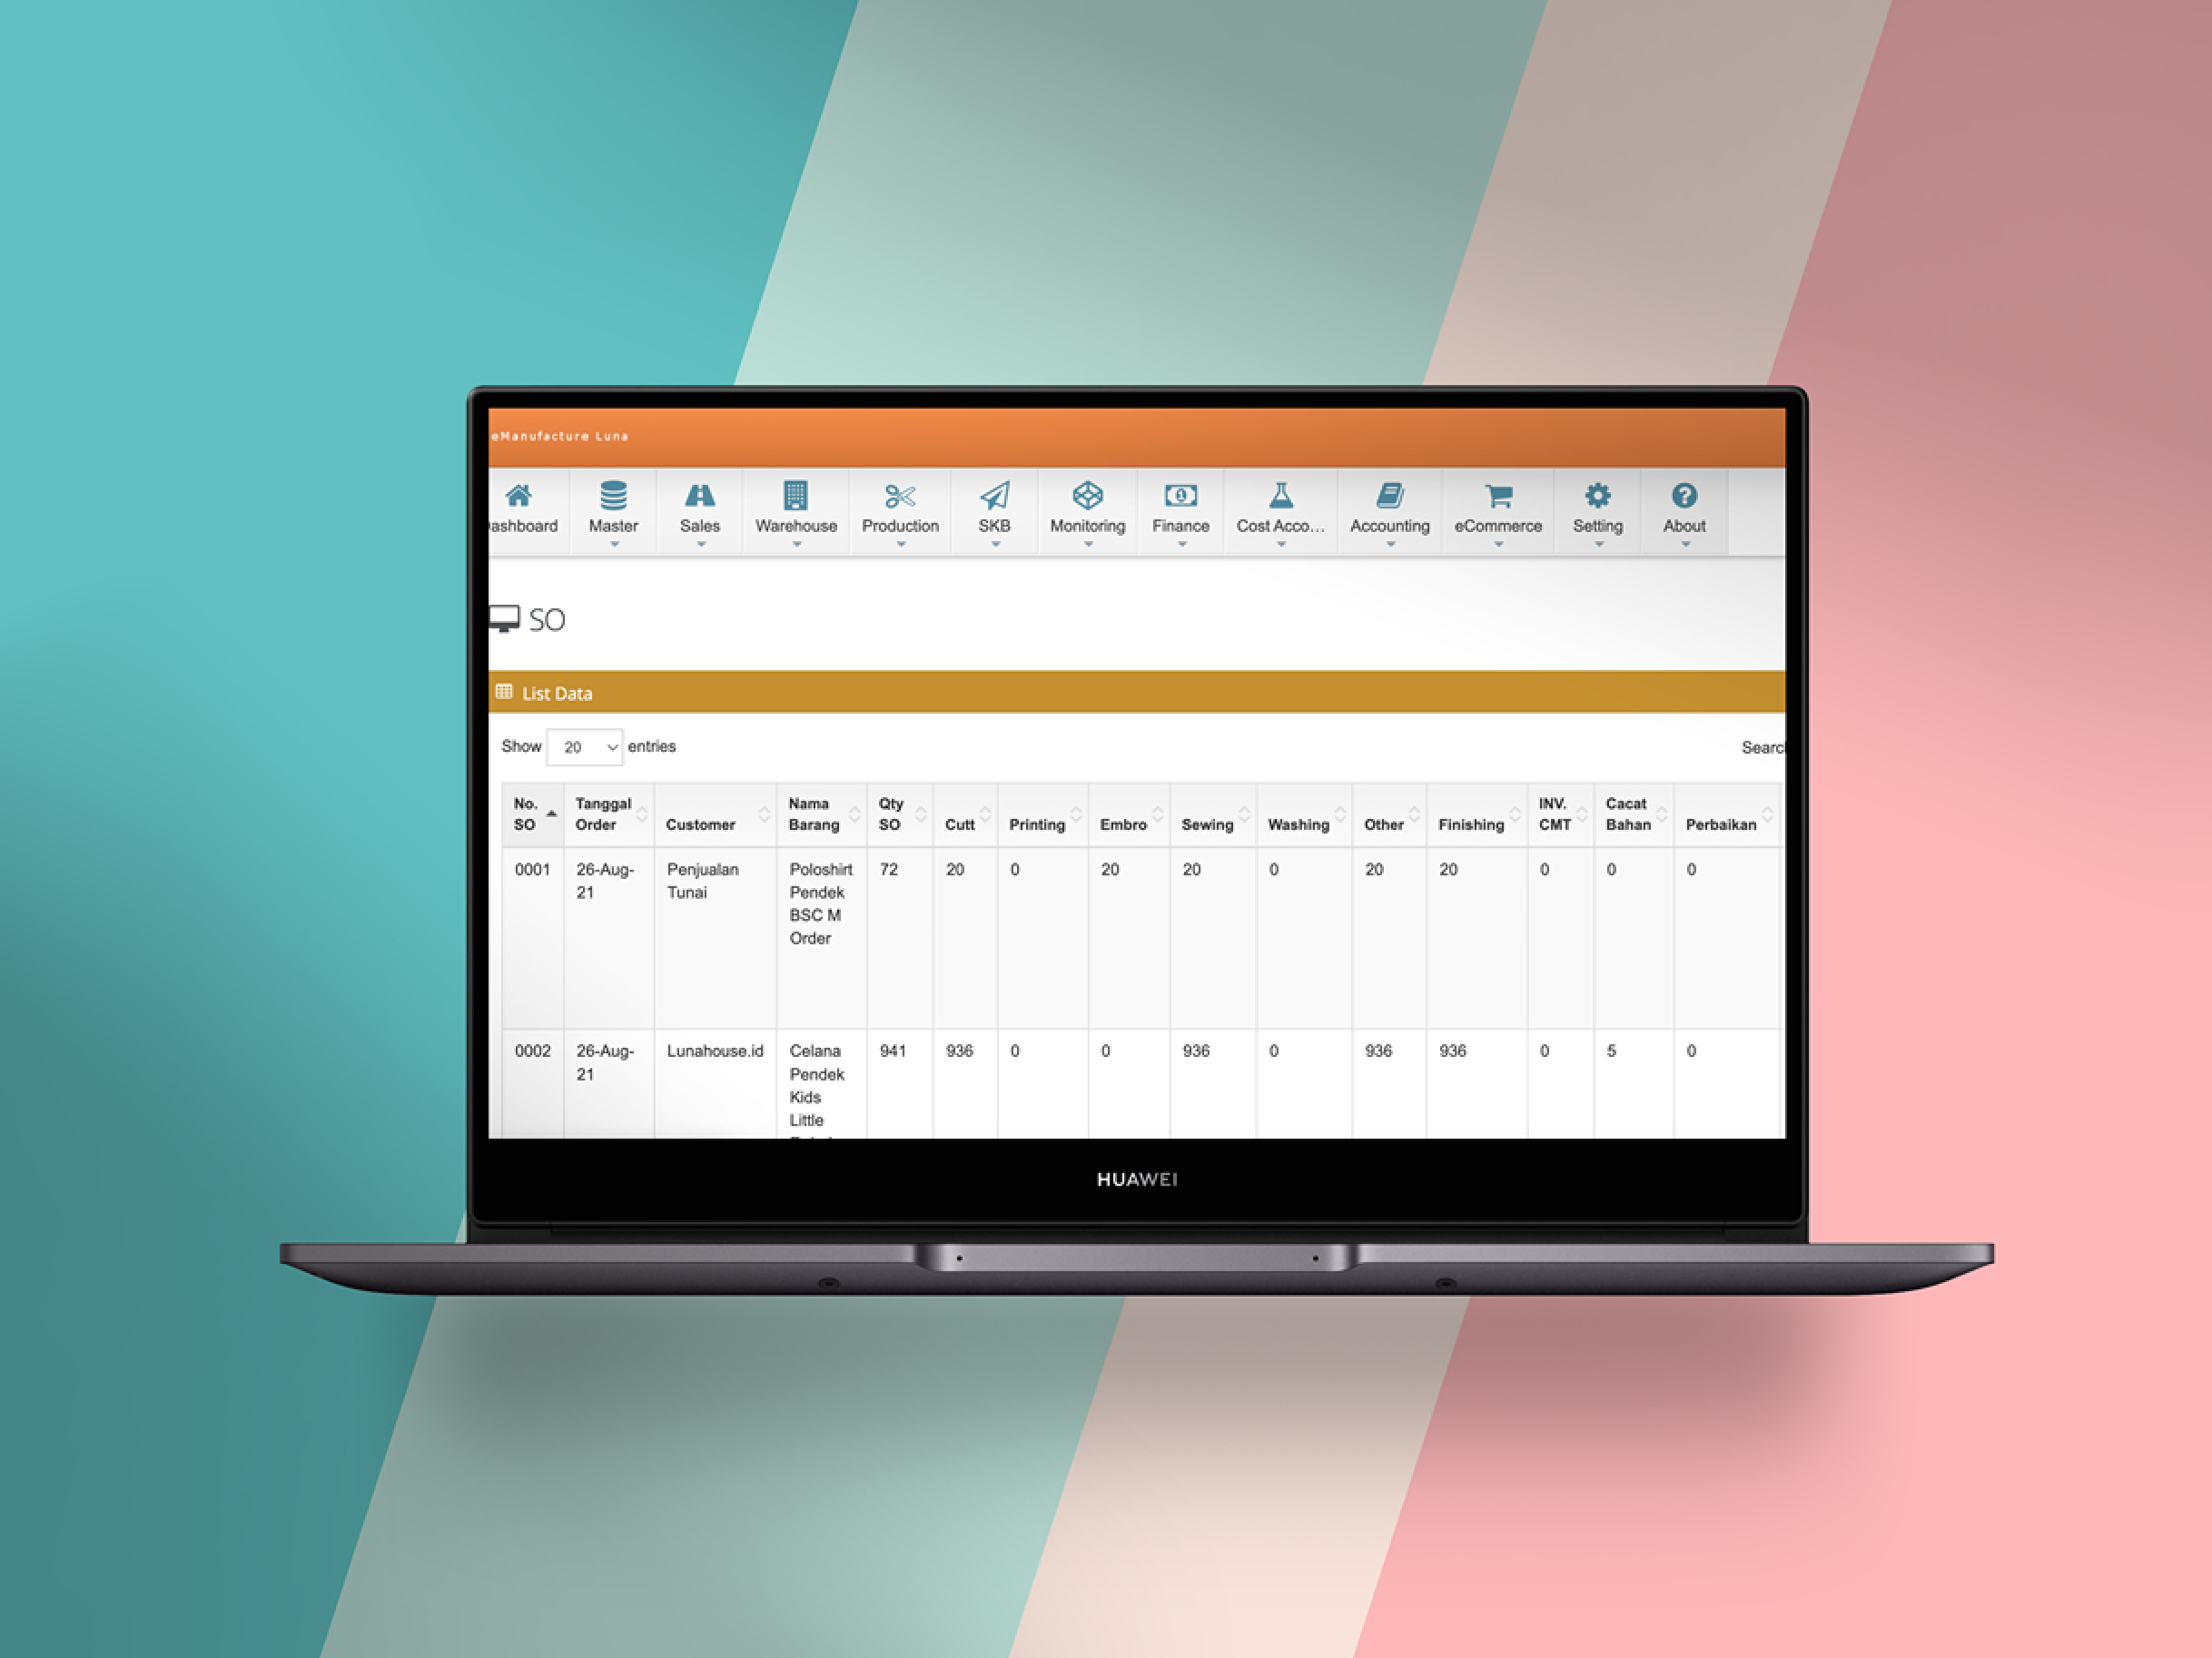 eManufacture Luna
ashboard Master Sales Warehouse Production SKB Monitoring Finance Cost Acco... Accounting eCommerce Setting About
SO
List Data
Show 20 entries
Searc
No. SO Tanggal Order Customer Nama Barang Qty SO Cutt Printing Embro Sewing Washing Other Finishing INV. CMT Cacat Bahan Perbaikan
0001 26-Aug-21 Penjualan Tunai Poloshirt Pendek BSC M Order 72 20 0 20 20 0 20 20 0 0 0
0002 26-Aug-21 Lunahouse.id Celana Pendek Kids Little 941 936 0 0 936 0 936 936 0 5 0
HUAWEI